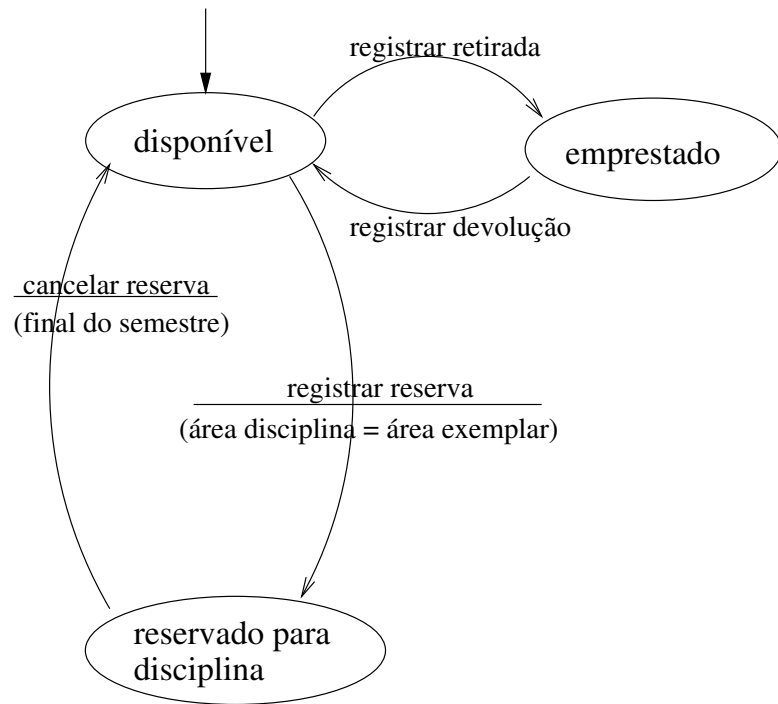 registrar retirada
disponível
emprestado
registrar devolução
cancelar reserva
(final do semestre)
registrar reserva
(área disciplina = área exemplar)
reservado para
disciplina